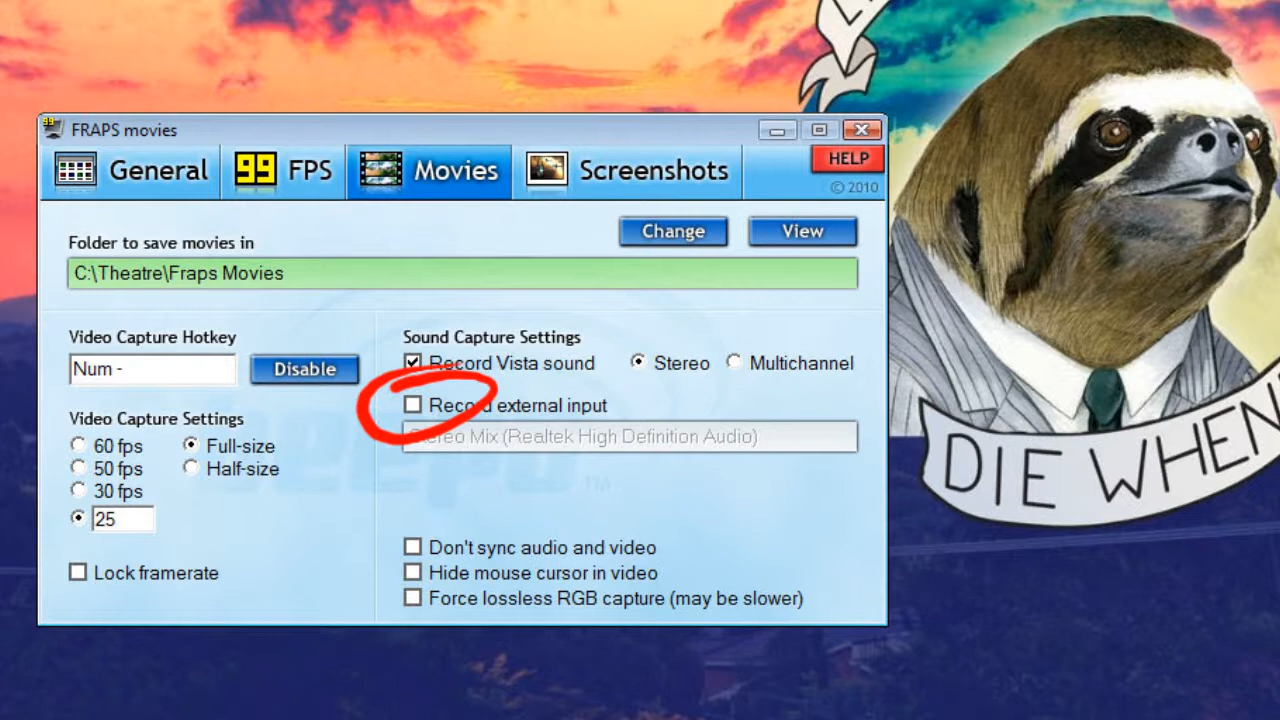 FRAPS movies
General
99 FPS
Movies
Screenshots
HELP
© 2010
Folder to save movies in
Change
View
C:\Theatre\Fraps Movies
Video Capture Hotkey
Num -
Disable
Video Capture Settings
60 fps
Full-size
50 fps
Half-size
30 fps
25
Lock framerate
Sound Capture Settings
Record Vista sound
Stereo
Multichannel
Record external input
Stereo Mix (Realtek High Definition Audio)
Don't sync audio and video
Hide mouse cursor in video
Force lossless RGB capture (may be slower)
DIE WHEN